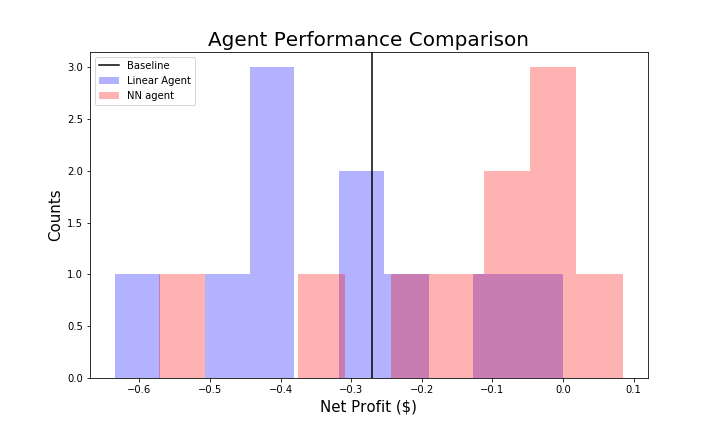 Agent Performance Comparison
Baseline
Linear Agent
NN agent
3.0
2.5
2.0
1.5
1.0
0.5
0.0
Counts
−0.6 −0.5 −0.4 −0.3 −0.2 −0.1 0.0 0.1
Net Profit ($)